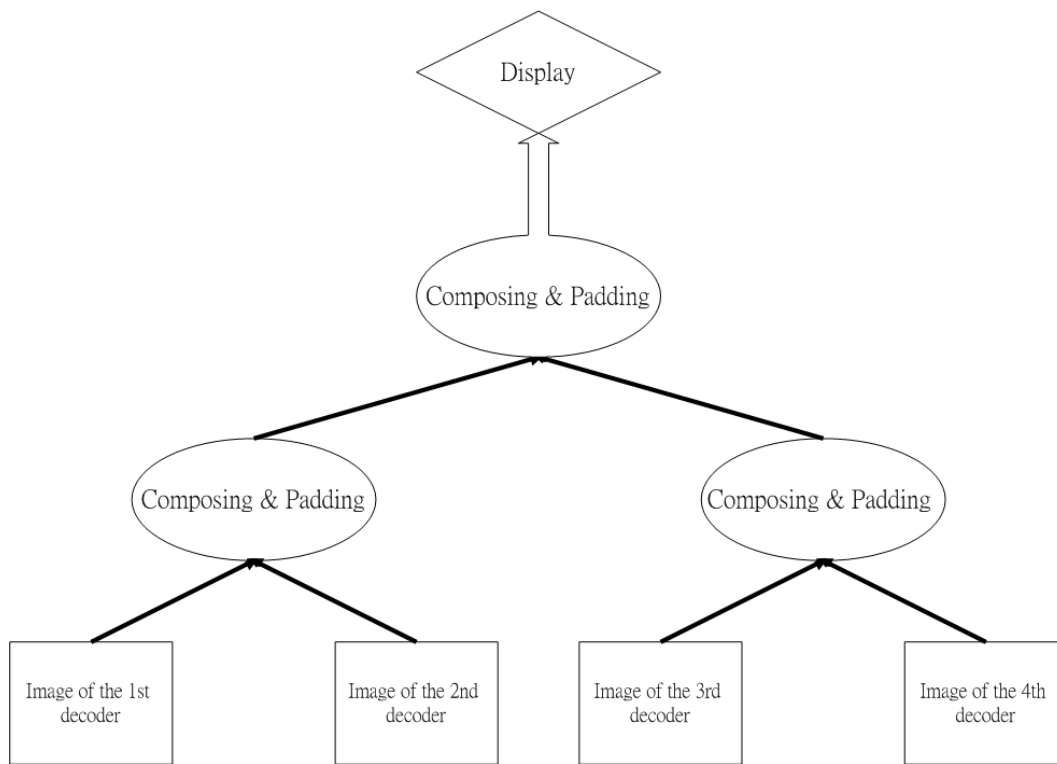 Display
Composing & Padding
Composing & Padding
Composing & Padding
Image of the 1st
decoder
Image of the 2nd
decoder
Image of the 3rd
decoder
Image of the 4th
decoder